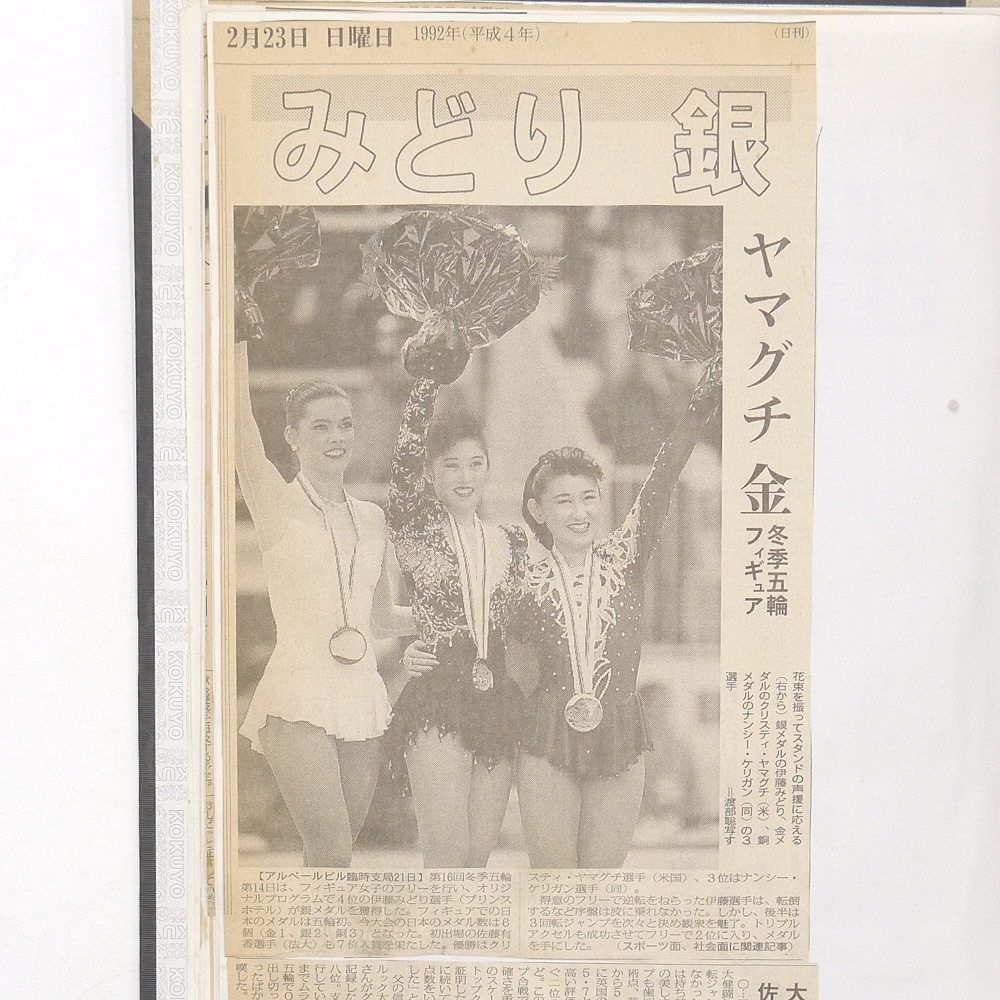 2月23日 日曜日 1992年(平成4年) (日刊)
みどり 銀
ヤマグチ 金
冬季五輪
フィギュア
花束を振ってスタンドの声援に応える
(右から)銀メダルの伊藤みどり、金メ
ダルのクリスティ・ヤマグチ(米)、銅
メダルのナンシー・ケリガン(同)の3
選手 =渡部聡写す
【アルベールビル臨時支局21日】第16回冬季五輪
第14日は、フィギュア女子のフリーを行い、オリジ
ナルプログラムで4位の伊藤みどり選手(プリンス
ホテル)が銀メダルを獲得した。フィギュアでの日
本のメダルは五輪初、今大会の日本のメダル数は6
個(金1、銀2、銅3)となった。初出場の佐藤有
香選手(法大)も7位入賞を果たした。優勝はクリ
スティ・ヤマグチ選手(米国)、3位はナンシー・
ケリガン選手(同)。
得意のフリーで逆転をねらった伊藤選手は、転倒
するなど序盤は波に乗れなかった。しかし、後半は
3回転ジャンプを次々と決め観衆を魅了。トリプル
アクセルも成功させてフリーで2位に入り、メダル
を手にした。 (スポーツ面、社会面に関連記事)
KOKUYO